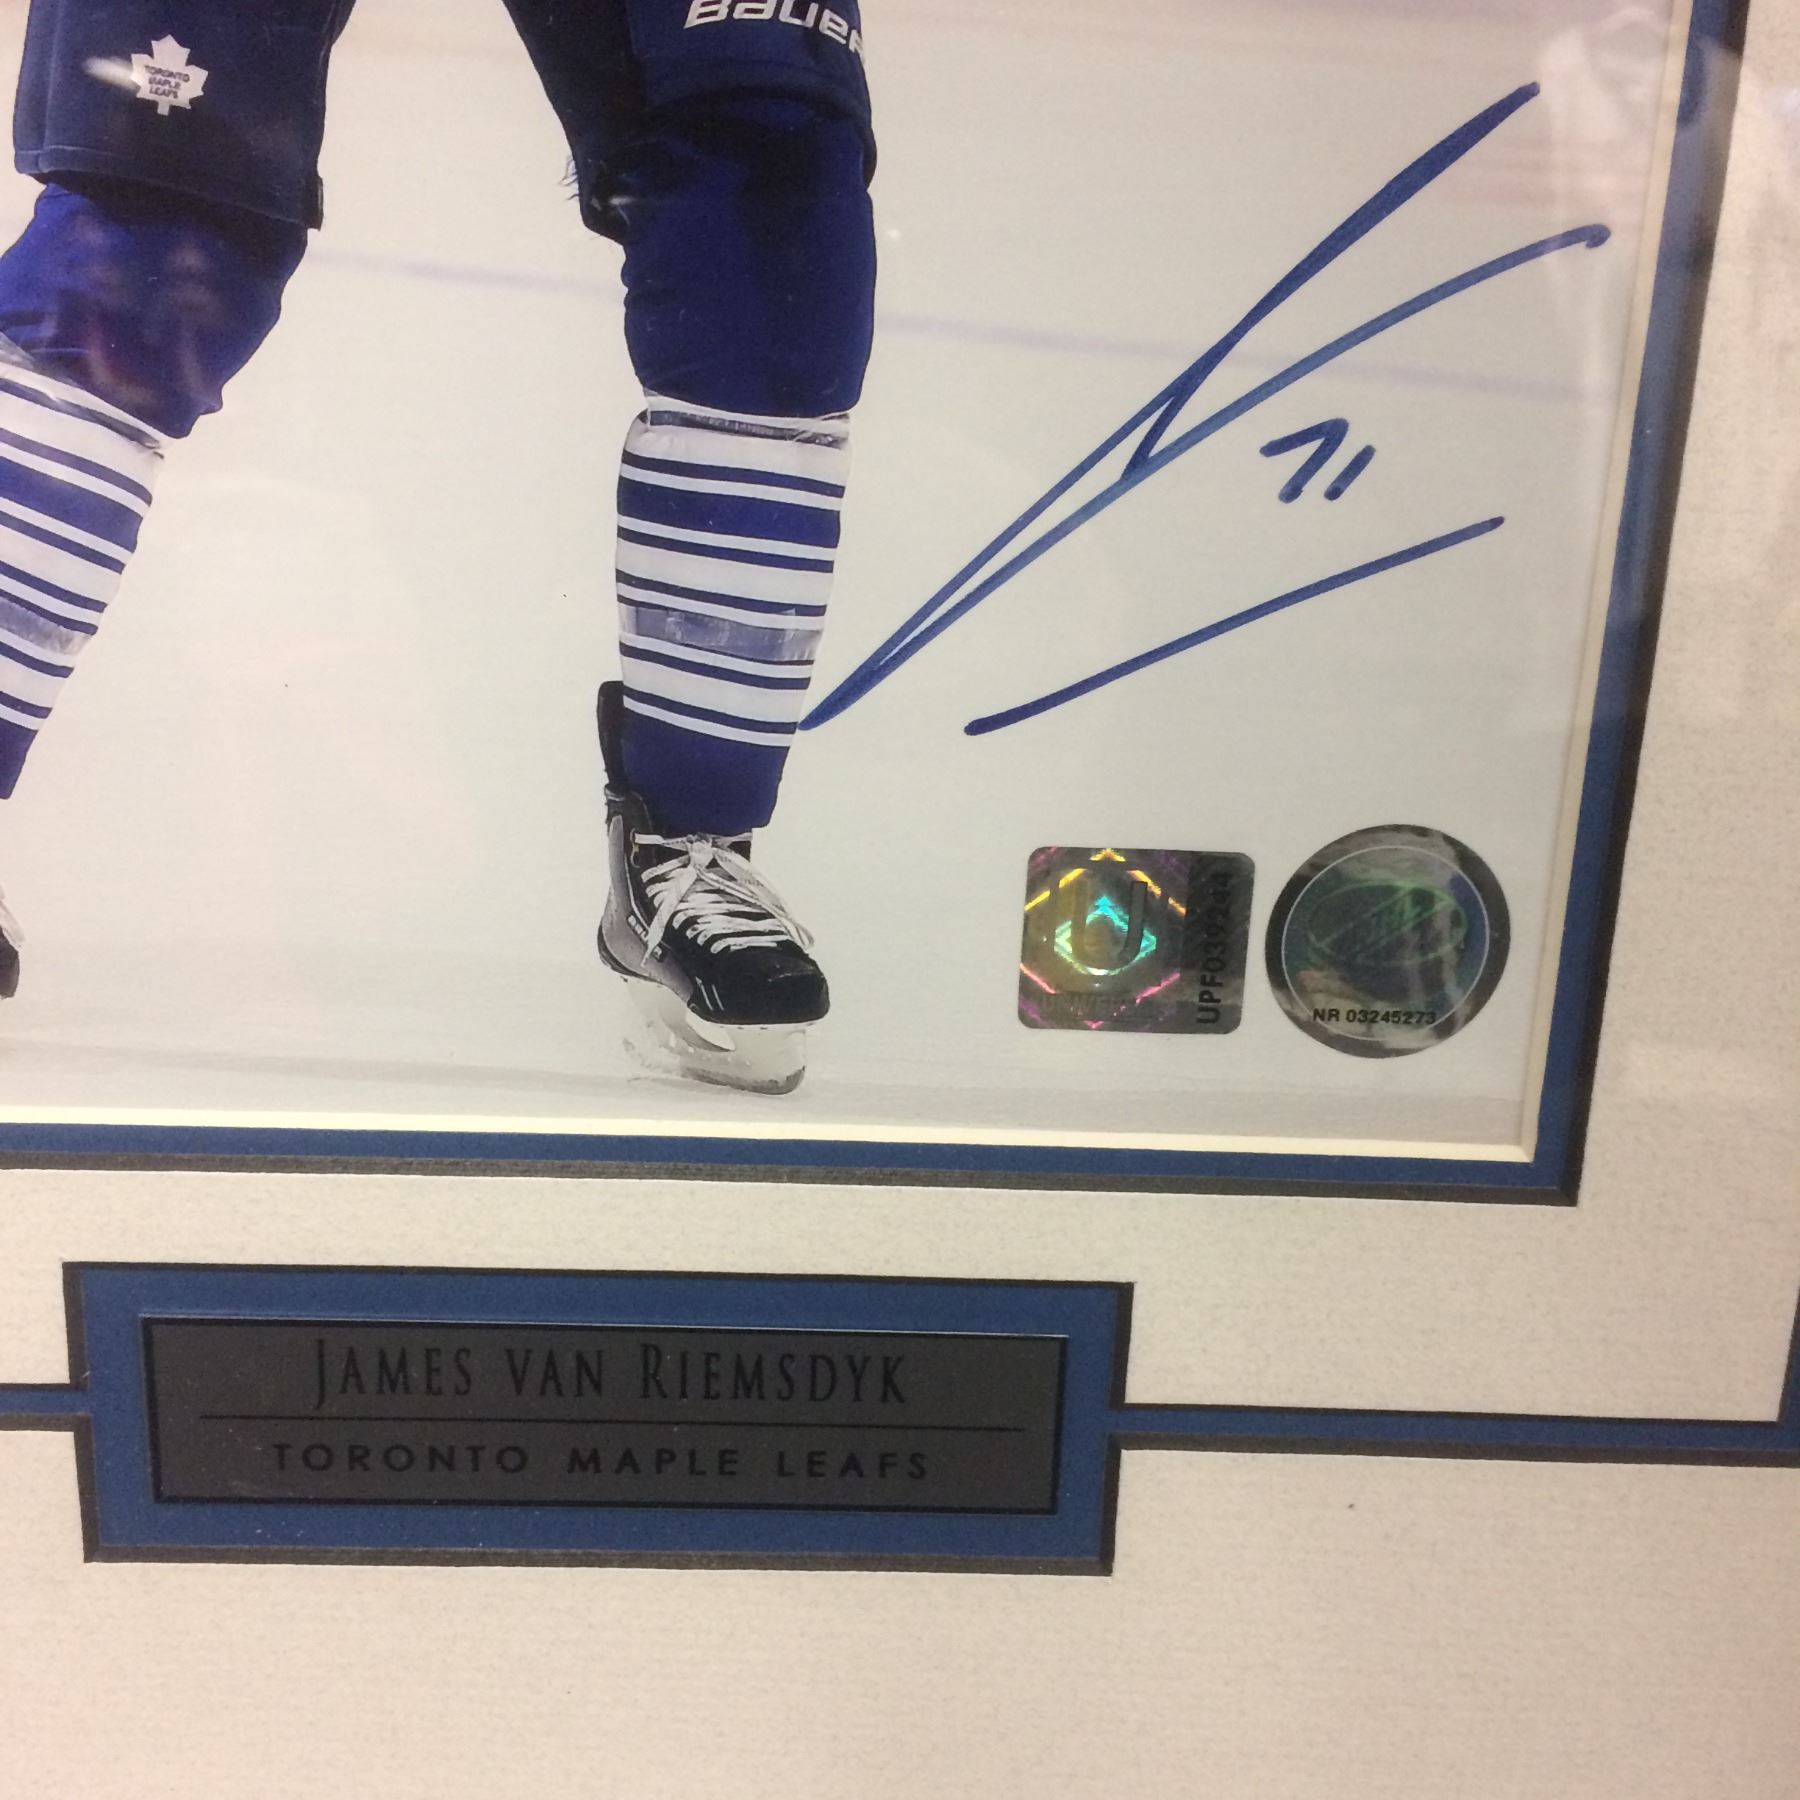 BAUER
TORONTO
MAPLE
LEAFS
71
UPF039244
NR 03245273
JAMES VAN RIEMSDYK
TORONTO MAPLE LEAFS